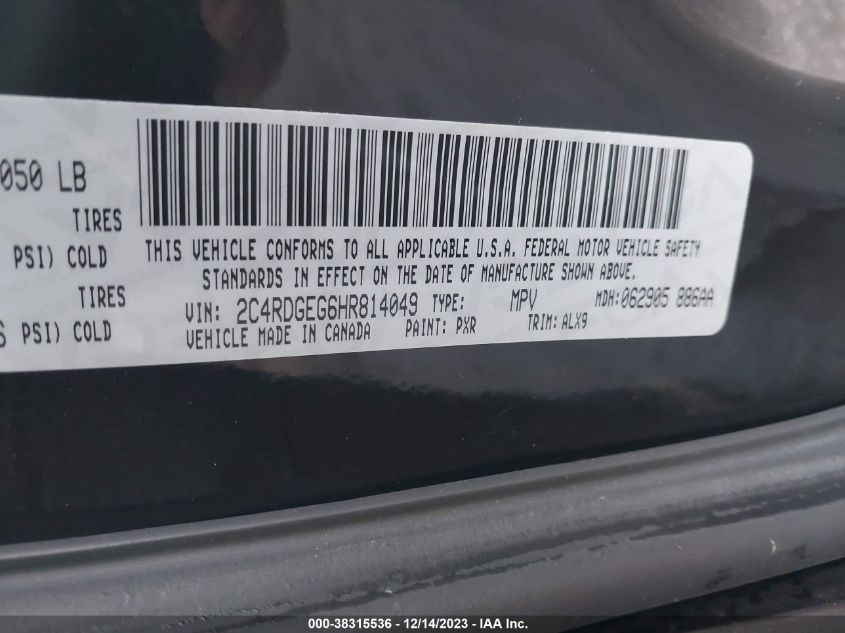 050 LB
TIRES
PSI) COLD
TIRES
PSI) COLD
THIS VEHICLE CONFORMS TO ALL APPLICABLE U.S.A. FEDERAL MOTOR VEHICLE SAFETY
STANDARDS IN EFFECT ON THE DATE OF MANUFACTURE SHOWN ABOVE.
VIN: 2C4RDGEG6HR814049 TYPE: MPV MDH:062905 886AA
VEHICLE MADE IN CANADA PAINT: PXR TRIM: ALX9
000-38315536 - 12/14/2023 - IAA Inc.